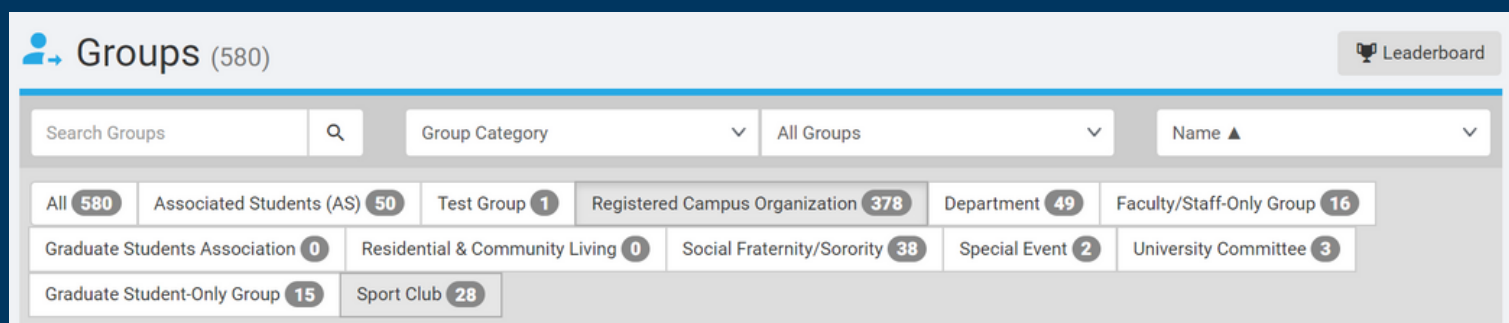 Groups (580)
Leaderboard
Search Groups
Group Category
All Groups
Name ▲
All 580 Associated Students (AS) 50 Test Group 1 Registered Campus Organization 378 Department 49 Faculty/Staff-Only Group 16
Graduate Students Association 0 Residential & Community Living 0 Social Fraternity/Sorority 38 Special Event 2 University Committee 3
Graduate Student-Only Group 15 Sport Club 28